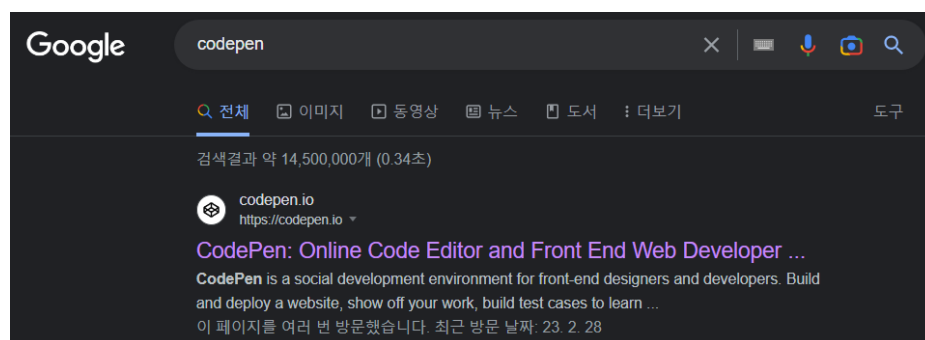 Google codepen
전체 이미지 동영상 뉴스 도서 더보기 도구
검색결과 약 14,500,000개 (0.34초)
codepen.io
https://codepen.io
CodePen: Online Code Editor and Front End Web Developer ...
CodePen is a social development environment for front-end designers and developers. Build
and deploy a website, show off your work, build test cases to learn ...
이 페이지를 여러 번 방문했습니다. 최근 방문 날짜: 23. 2. 28